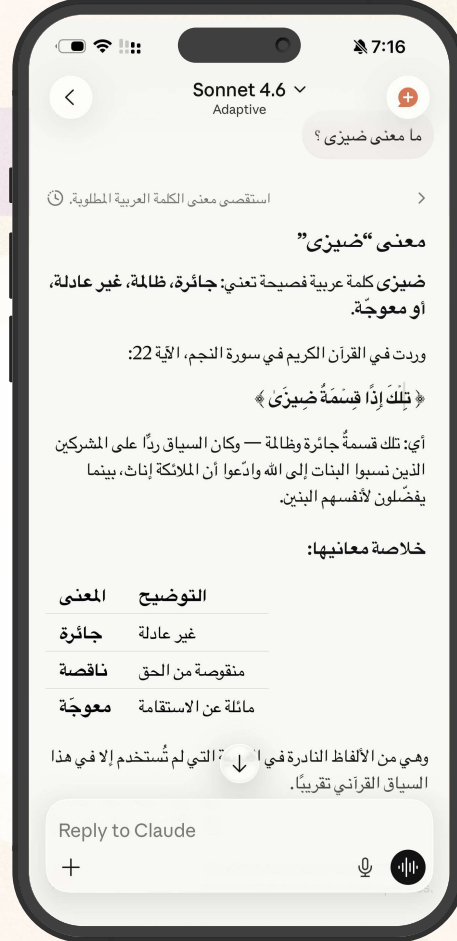 7:16
Sonnet 4.6
Adaptive
ما معنى ضيزى ؟
استقصى معنى الكلمة العربية المطلوبة.
معنى “ضيزى”
ضيزى كلمة عربية فصيحة تعني: جائرة، ظالمة، غير عادلة،
أو معوجّة.
وردت في القرآن الكريم في سورة النجم، الآية 22:
﴿ تِلْكَ إِذًا قِسْمَةٌ ضِيزَىٰ ﴾
أي: تلك قسمةٌ جائرة وظالمة — وكان السياق ردًّا على المشركين
الذين نسبوا البنات إلى الله وادّعوا أن الملائكة إناث، بينما
يفضّلون لأنفسهم البنين.
خلاصة معانيها:
التوضيح المعنى
غير عادلة جائرة
منقوصة من الحق ناقصة
مائلة عن الاستقامة معوجّة
وهي من الألفاظ النادرة في التي لم تُستخدم إلا في هذا
السياق القرآني تقريبًا.
Reply to Claude